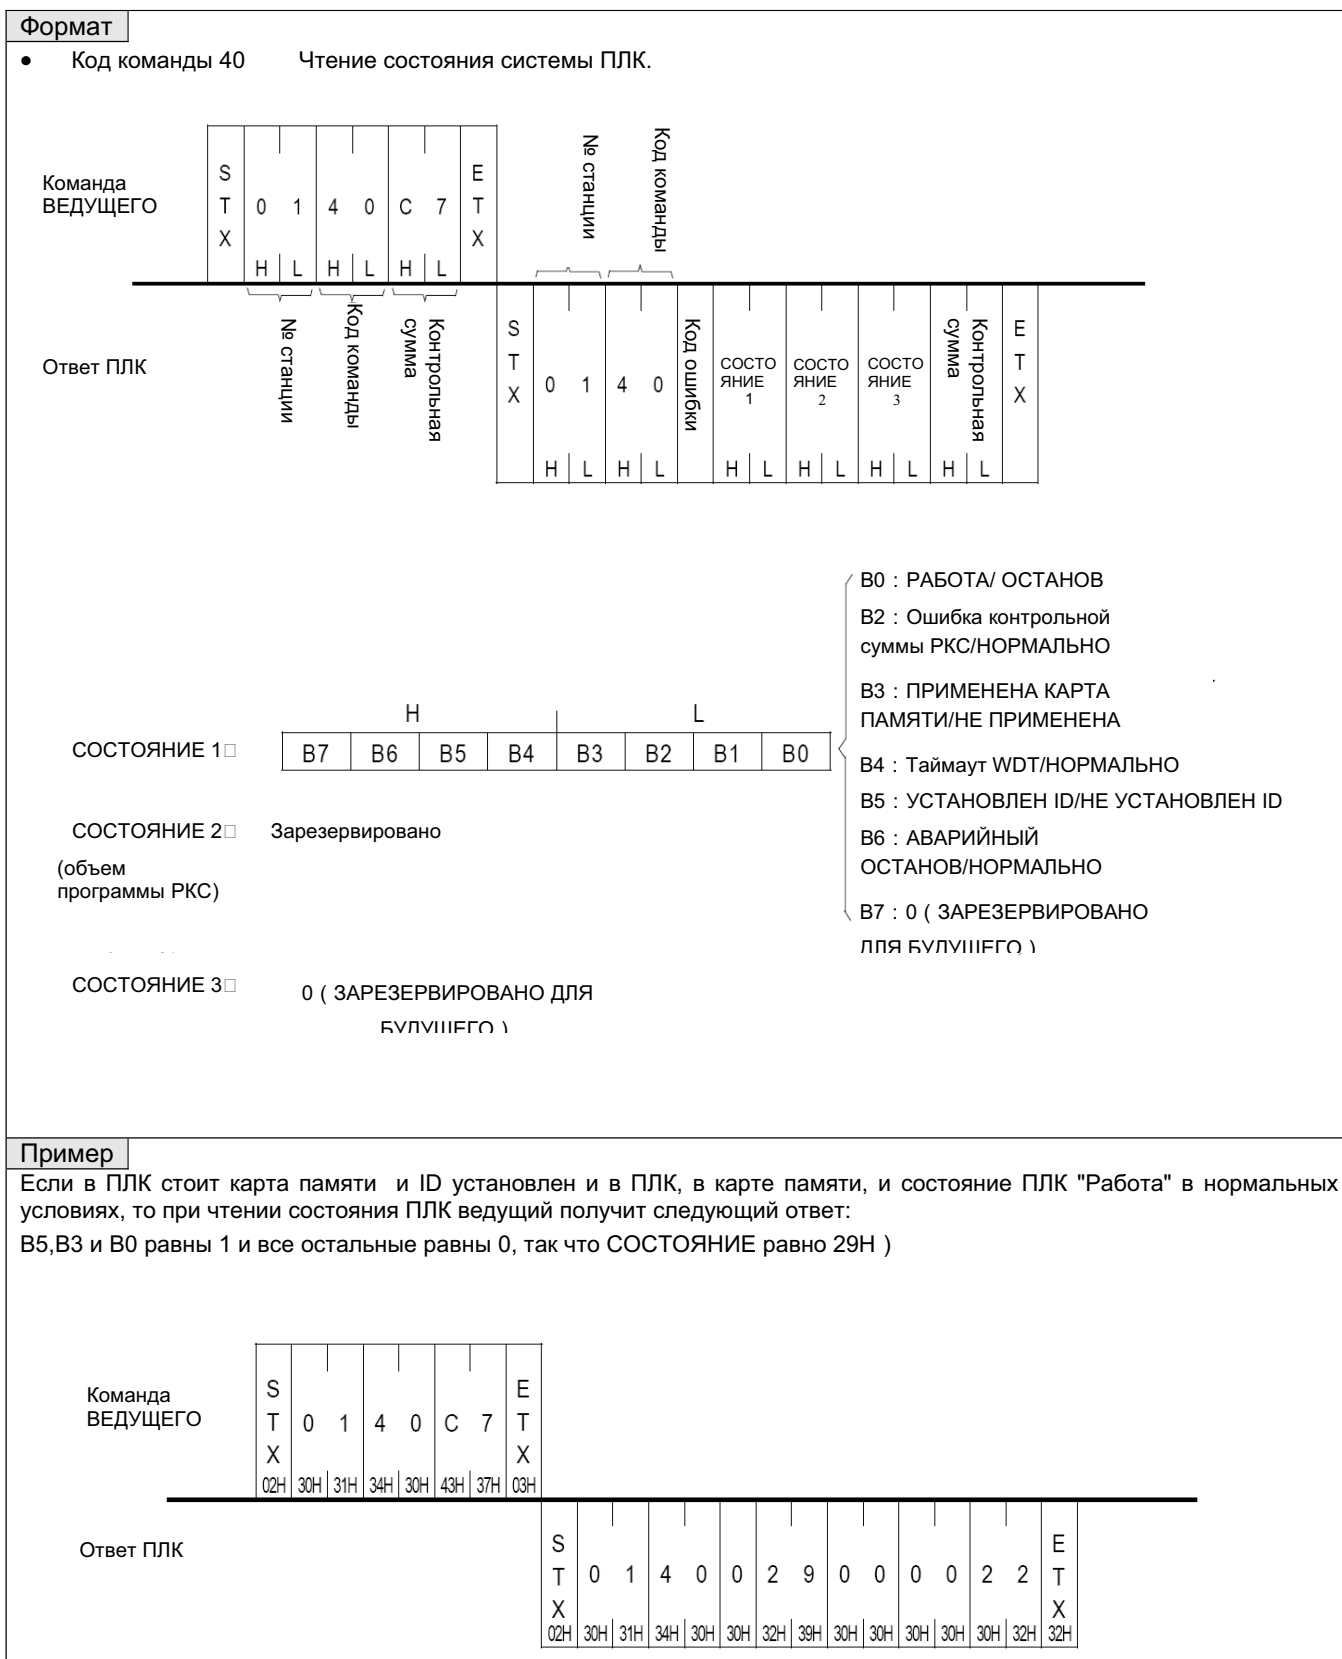 Формат
• Код команды 40 Чтение состояния системы ПЛК.
Команда
ВЕДУЩЕГО
S T X 0 1 4 0 C 7 E T X
H L H L H L
№ станции
Код команды
Контрольная сумма
№ станции
Код команды
Ответ ПЛК
S T X 0 1 4 0 Код ошибки СОСТОЯНИЕ 1 СОСТОЯНИЕ 2 СОСТОЯНИЕ 3 Контрольная сумма E T X
H L H L H L H L H L H L
B0 : РАБОТА/ ОСТАНОВ
B2 : Ошибка контрольной
суммы РКС/НОРМАЛЬНО
B3 : ПРИМЕНЕНА КАРТА
ПАМЯТИ/НЕ ПРИМЕНЕНА
H L
СОСТОЯНИЕ 1□ B7 B6 B5 B4 B3 B2 B1 B0
B4 : Таймаут WDT/НОРМАЛЬНО
B5 : УСТАНОВЛЕН ID/НЕ УСТАНОВЛЕН ID
СОСТОЯНИЕ 2□ Зарезервировано
(объем
программы РКС)
B6 : АВАРИЙНЫЙ
ОСТАНОВ/НОРМАЛЬНО
B7 : 0 ( ЗАРЕЗЕРВИРОВАНО
ДЛЯ БУДУЩЕГО )
СОСТОЯНИЕ 3□ 0 ( ЗАРЕЗЕРВИРОВАНО ДЛЯ
БУДУЩЕГО )
Пример
Если в ПЛК стоит карта памяти и ID установлен и в ПЛК, в карте памяти, и состояние ПЛК "Работа" в нормальных
условиях, то при чтении состояния ПЛК ведущий получит следующий ответ:
B5,B3 и B0 равны 1 и все остальные равны 0, так что СОСТОЯНИЕ равно 29H )
Команда
ВЕДУЩЕГО
S T X 0 1 4 0 C 7 E T X
02H 30H 31H 34H 30H 43H 37H 03H
Ответ ПЛК
S T X 0 1 4 0 0 2 9 0 0 0 0 2 2 E T X
02H 30H 31H 34H 30H 30H 32H 39H 30H 30H 30H 30H 30H 32H 32H